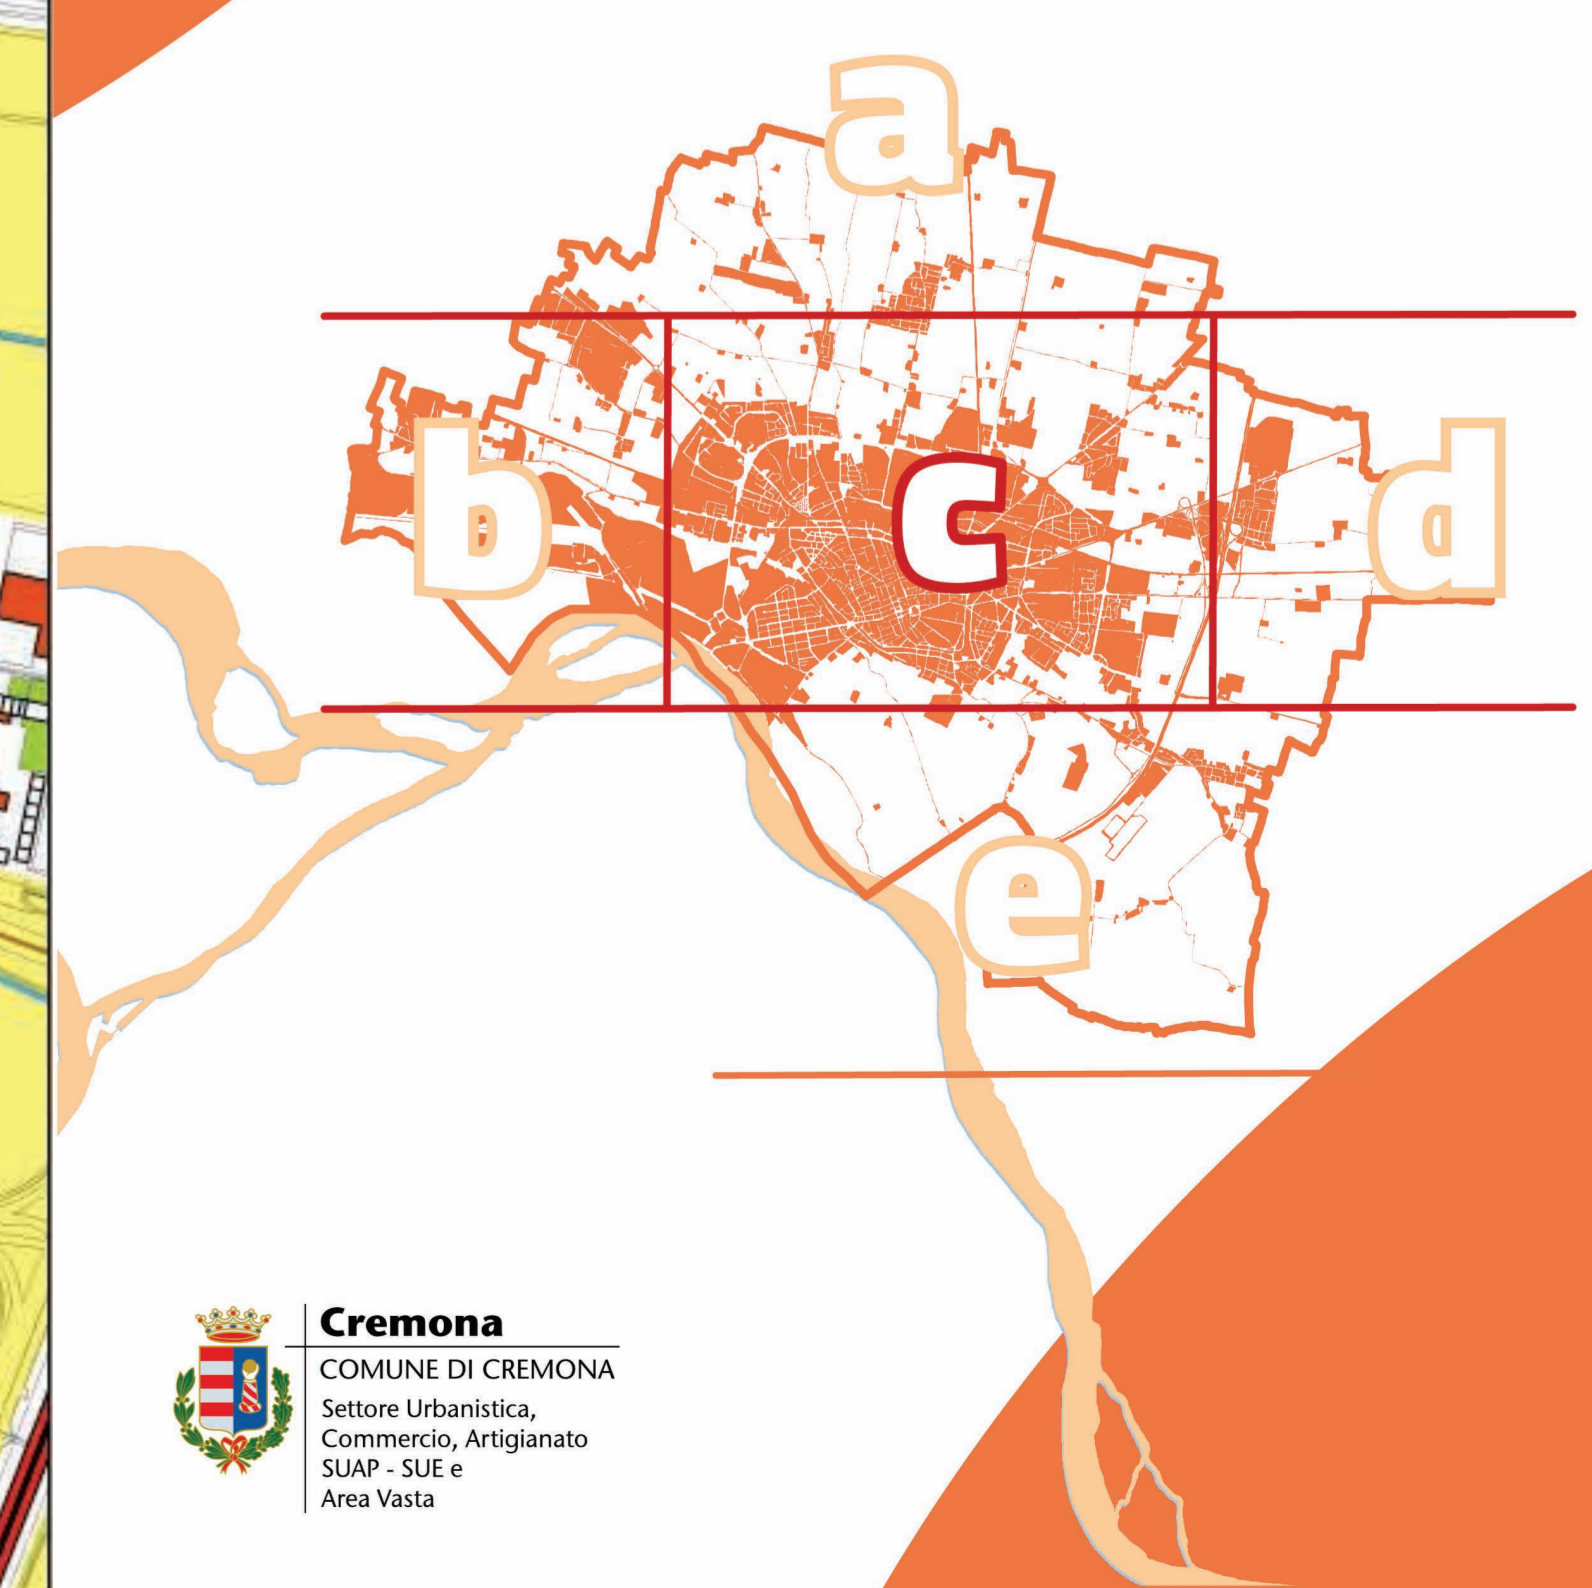 a
b
c
d
e
Cremona
COMUNE DI CREMONA
Settore Urbanistica,
Commercio, Artigianato
SUAP - SUE e
Area Vasta